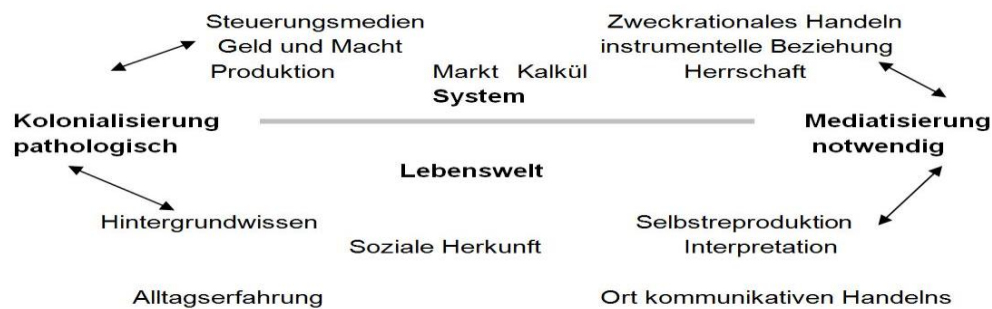 Steuerungsmedien Zweckrationales Handeln
Geld und Macht instrumentelle Beziehung
Produktion Markt Kalkül Herrschaft
System
Kolonialisierung Mediatisierung
pathologisch notwendig
Lebenswelt
Hintergrundwissen Selbstreproduktion
Soziale Herkunft Interpretation
Alltagserfahrung Ort kommunikativen Handelns